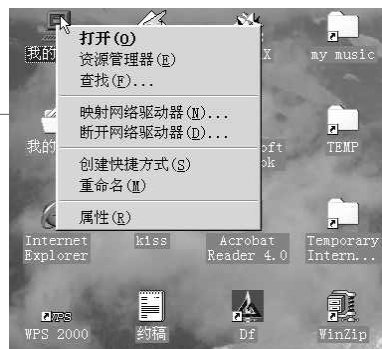 我的
打开(O)
资源管理器(E)
查找(F)...
映射网络驱动器(N)...
断开网络驱动器(D)...
创建快捷方式(S)
重命名(M)
属性(R)
X
my music
我的
oft
ok
TEMP
Internet
Explorer
kiss
Acrobat
Reader 4.0
Temporary
Intern...
WPS
WPS 2000
约稿
Df
WinZip